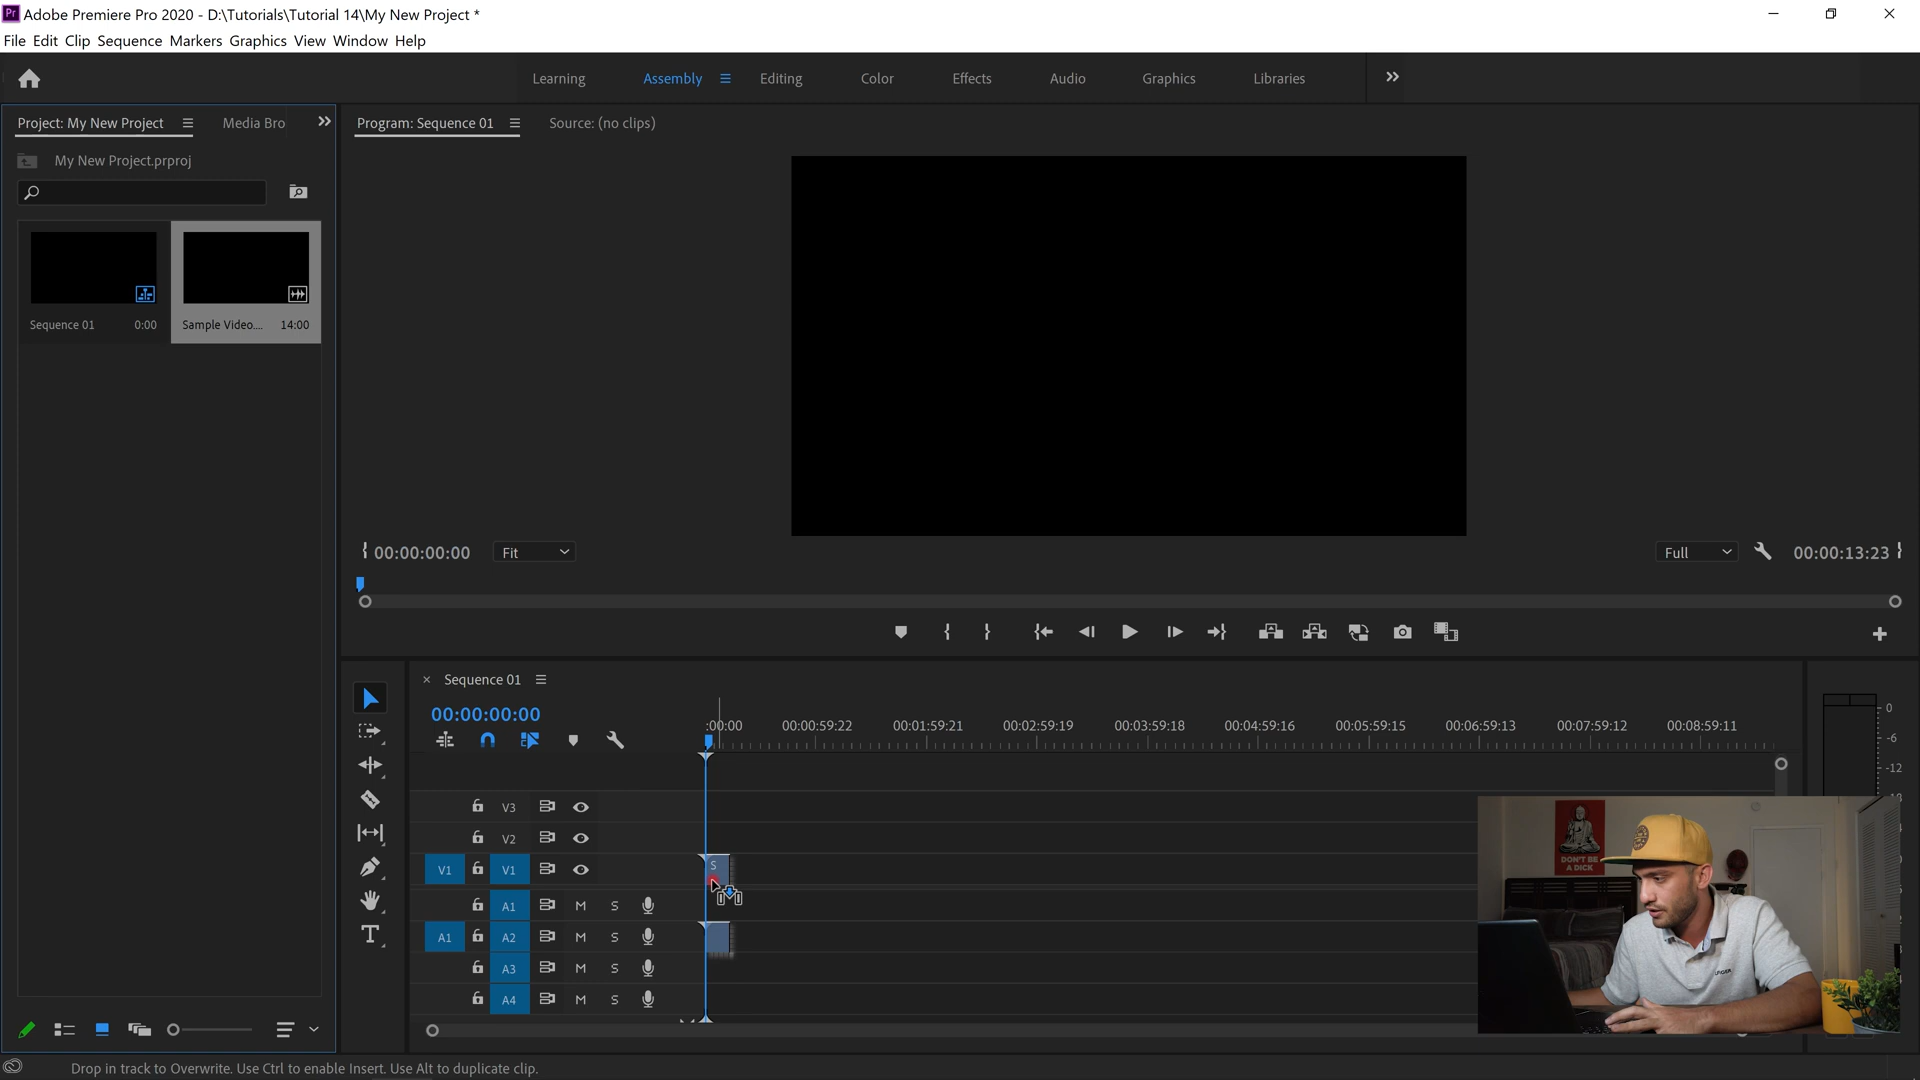 Pr Adobe Premiere Pro 2020 - D:\Tutorials\Tutorial 14\My New Project *
File Edit Clip Sequence Markers Graphics View Window Help
Learning Assembly Editing Color Effects Audio Graphics Libraries
Project: My New Project Media Bro
Program: Sequence 01 Source: (no clips)
My New Project.prproj
Sequence 01 0:00 Sample Video.... 14:00
00:00:00:00 Fit Full 00:00:13:23
Sequence 01
00:00:00:00
:00:00 00:00:59:22 00:01:59:21 00:02:59:19 00:03:59:18 00:04:59:16 00:05:59:15 00:06:59:13 00:07:59:12 00:08:59:11
0
-6
-12
V3
V2
V1 V1 S
A1 M S
A1 A2 M S
A3 M S
A4 M S
T
DON'T BE
A DICK
Drop in track to Overwrite. Use Ctrl to enable Insert. Use Alt to duplicate clip.